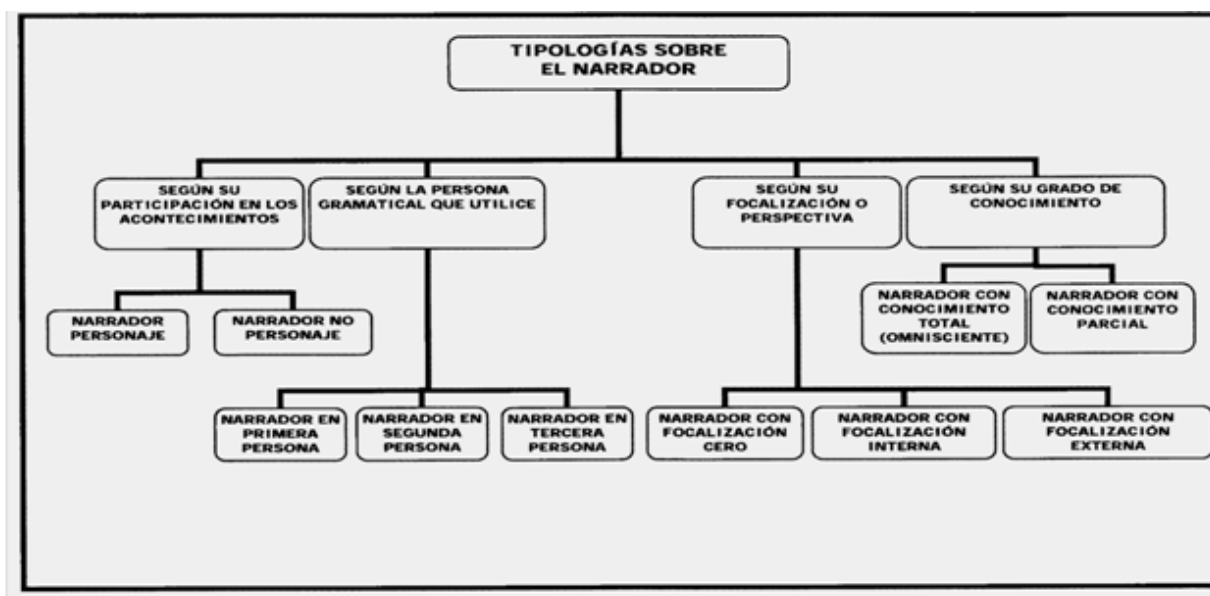 TIPOLOGÍAS SOBRE
EL NARRADOR
SEGÚN SU
PARTICIPACIÓN EN LOS
ACONTECIMIENTOS
SEGÚN LA PERSONA
GRAMATICAL QUE UTILICE
SEGÚN SU
FOCALIZACIÓN O
PERSPECTIVA
SEGÚN SU GRADO DE
CONOCIMIENTO
NARRADOR
PERSONAJE
NARRADOR NO
PERSONAJE
NARRADOR CON
CONOCIMIENTO
TOTAL
(OMNISCIENTE)
NARRADOR CON
CONOCIMIENTO
PARCIAL
NARRADOR EN
PRIMERA
PERSONA
NARRADOR EN
SEGUNDA
PERSONA
NARRADOR EN
TERCERA
PERSONA
NARRADOR CON
FOCALIZACIÓN
CERO
NARRADOR CON
FOCALIZACIÓN
INTERNA
NARRADOR CON
FOCALIZACIÓN
EXTERNA